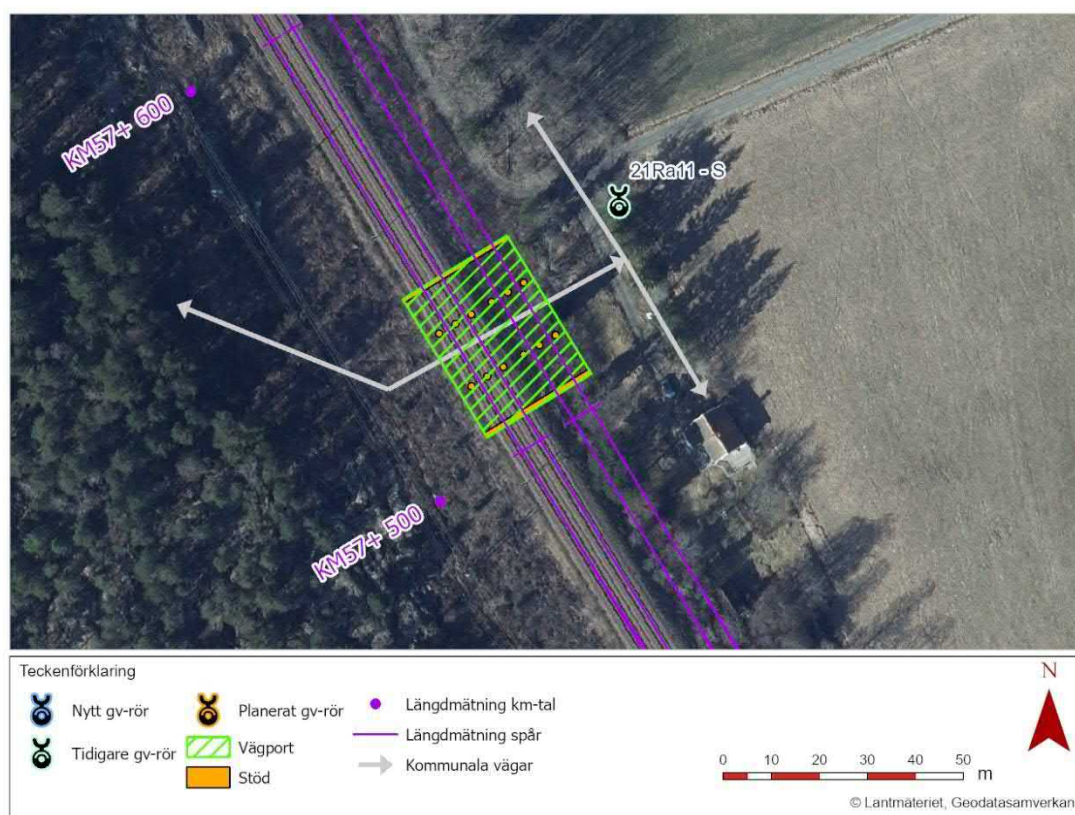 KM57+ 600
21Ra11 - S
KM57+ 500
Teckenförklaring
Nytt gv-rör
Tidigare gv-rör
Planerat gv-rör
Vägport
Stöd
Längdmätning km-tal
Längdmätning spår
Kommunala vägar
N
0 10 20 30 40 50 m
© Lantmäteriet, Geodatasamverkan